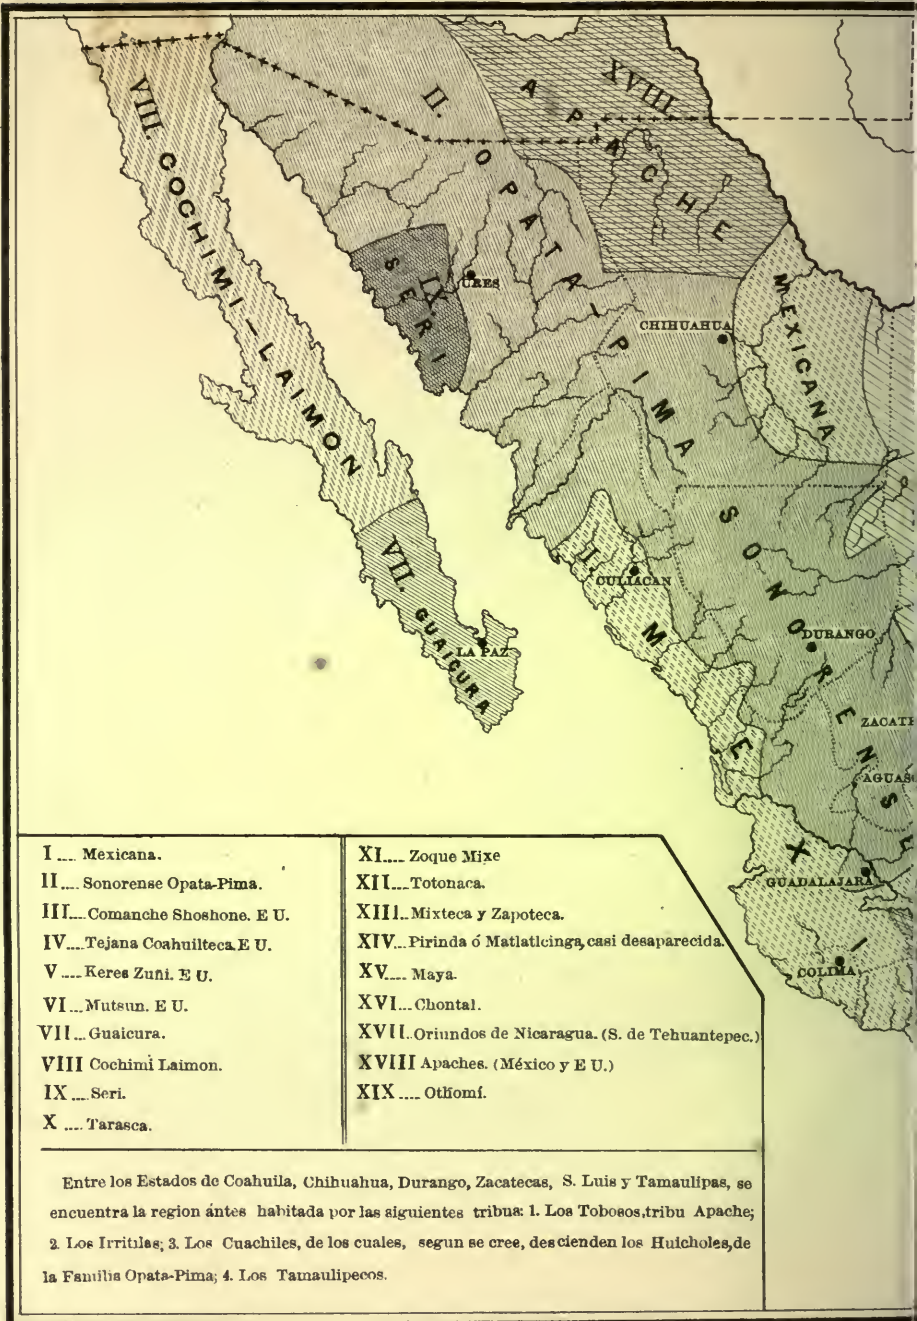 VIII. COCHIMI-LAIMON
II. OPATA-PIMA
SONORENSE
XVIII
APACHE
IX.
SERI
URES
CHIHUAHUA
MEXICANA
I.
MEXI
CULIACAN
DURANGO
VII. GUAICURA
LA PAZ
ZACATE
AGUASC
GUADALAJARA
COLIMA
I.... Mexicana.
II.... Sonorense Opata-Pima.
III.... Comanche Shoshone. E U.
IV.... Tejana Coahuilteca. E U.
V.... Keres Zuñi. E U.
VI.... Mutsun. E U.
VII... Guaicura.
VIII Cochimi Laimon.
IX.... Seri.
X.... Tarasca.
XI.... Zoque Mixe
XII.... Totonaca.
XIII.. Mixteca y Zapoteca.
XIV... Pirinda ó Matlatlcinga, casi desaparecida.
XV.... Maya.
XVI... Chontal.
XVII. Oriundos de Nicaragua. (S. de Tehuantepec.)
XVIII Apaches. (México y E U.)
XIX.... Othomí.
Entre los Estados de Coahuila, Chihuahua, Durango, Zacatecas, S. Luis y Tamaulipas, se
encuentra la region ántes habitada por las siguientes tribua: 1. Los Tobosos, tribu Apache;
2. Los Irritilas; 3. Los Cuachiles, de los cuales, segun se cree, descienden los Huicholes, de
la Familia Opata-Pima; 4. Los Tamaulipecos.